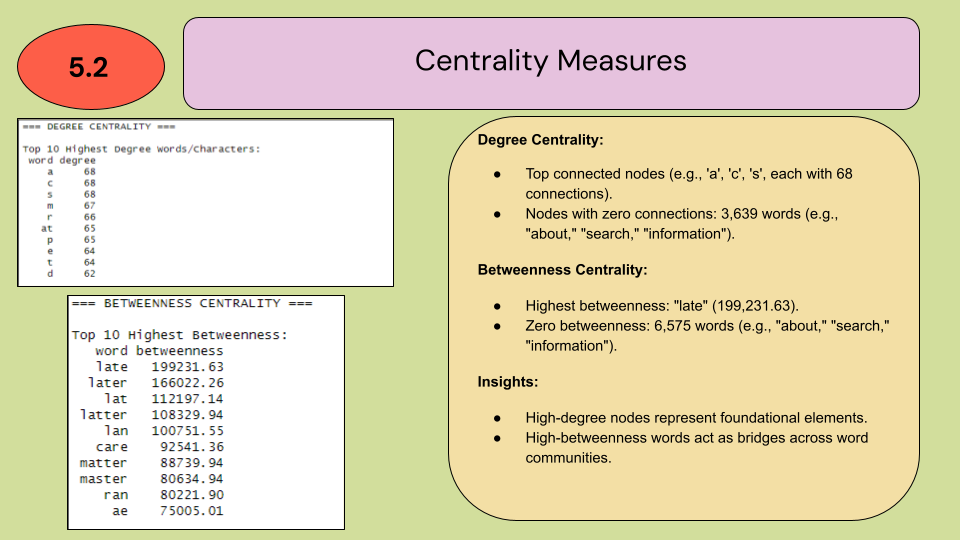 5.2
Centrality Measures
=== DEGREE CENTRALITY ===
Top 10 Highest Degree Words/Characters:
word degree
a 68
c 68
s 68
m 67
r 66
at 65
p 65
e 64
t 64
d 62
=== BETWEENNESS CENTRALITY ===
Top 10 Highest Betweenness:
word betweenness
late 199231.63
later 166022.26
lat 112197.14
latter 108329.94
lan 100751.55
care 92541.36
matter 88739.94
master 80634.94
ran 80221.90
ae 75005.01
Degree Centrality:
● Top connected nodes (e.g., 'a', 'c', 's', each with 68
connections).
● Nodes with zero connections: 3,639 words (e.g.,
"about," "search," "information").
Betweenness Centrality:
● Highest betweenness: "late" (199,231.63).
● Zero betweenness: 6,575 words (e.g., "about," "search,"
"information").
Insights:
● High-degree nodes represent foundational elements.
● High-betweenness words act as bridges across word
communities.